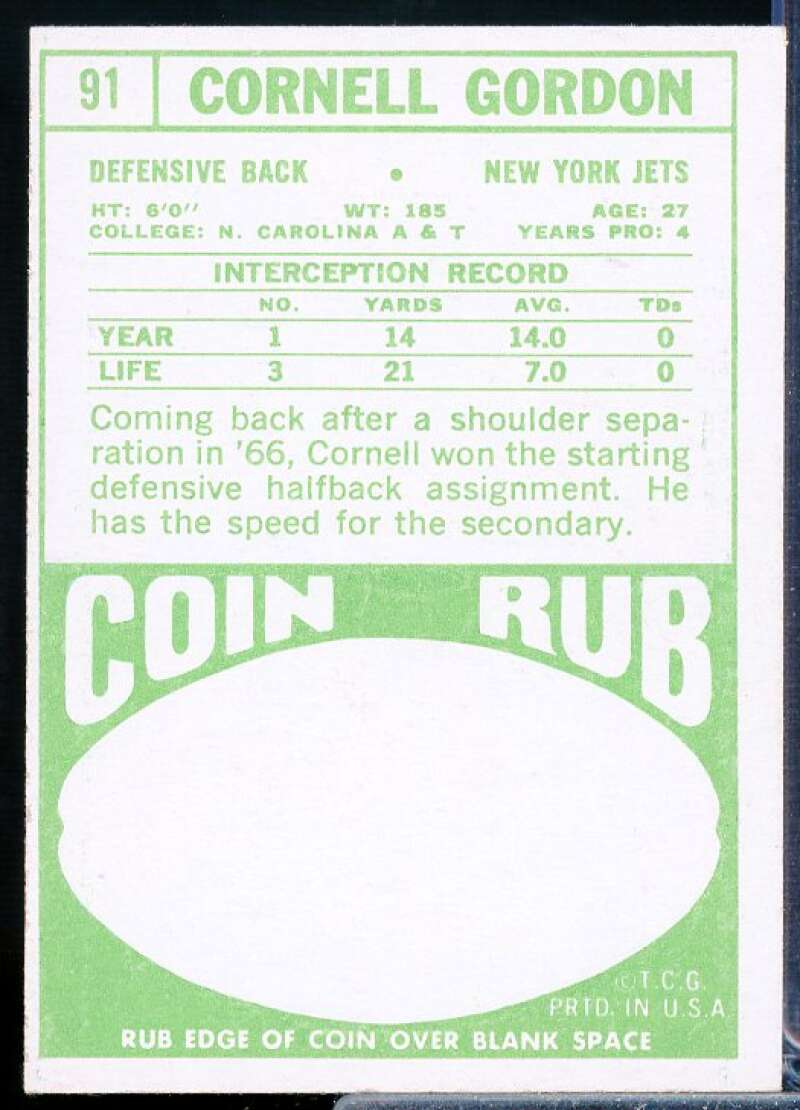 91 CORNELL GORDON
DEFENSIVE BACK • NEW YORK JETS
HT: 6'0'' WT: 185 AGE: 27
COLLEGE: N. CAROLINA A & T YEARS PRO: 4
INTERCEPTION RECORD
NO. YARDS AVG. TDs
YEAR 1 14 14.0 0
LIFE 3 21 7.0 0
Coming back after a shoulder sepa-
ration in '66, Cornell won the starting
defensive halfback assignment. He
has the speed for the secondary.
COIN RUB
©T.C.G.
PRTD. IN U.S.A
RUB EDGE OF COIN OVER BLANK SPACE